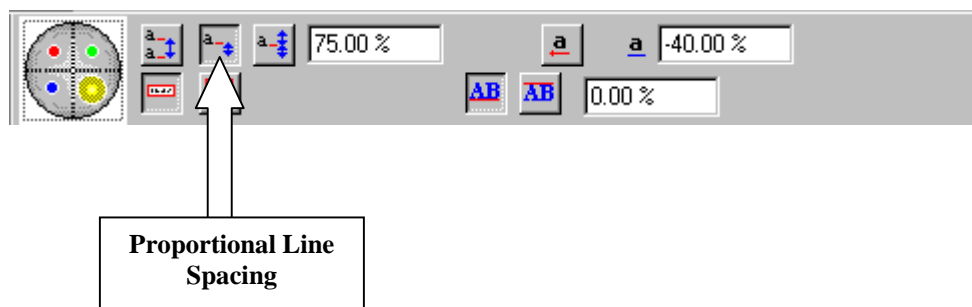 a a 75.00 % a a -40.00 %
a a
AB AB 0.00 %
Proportional Line
Spacing